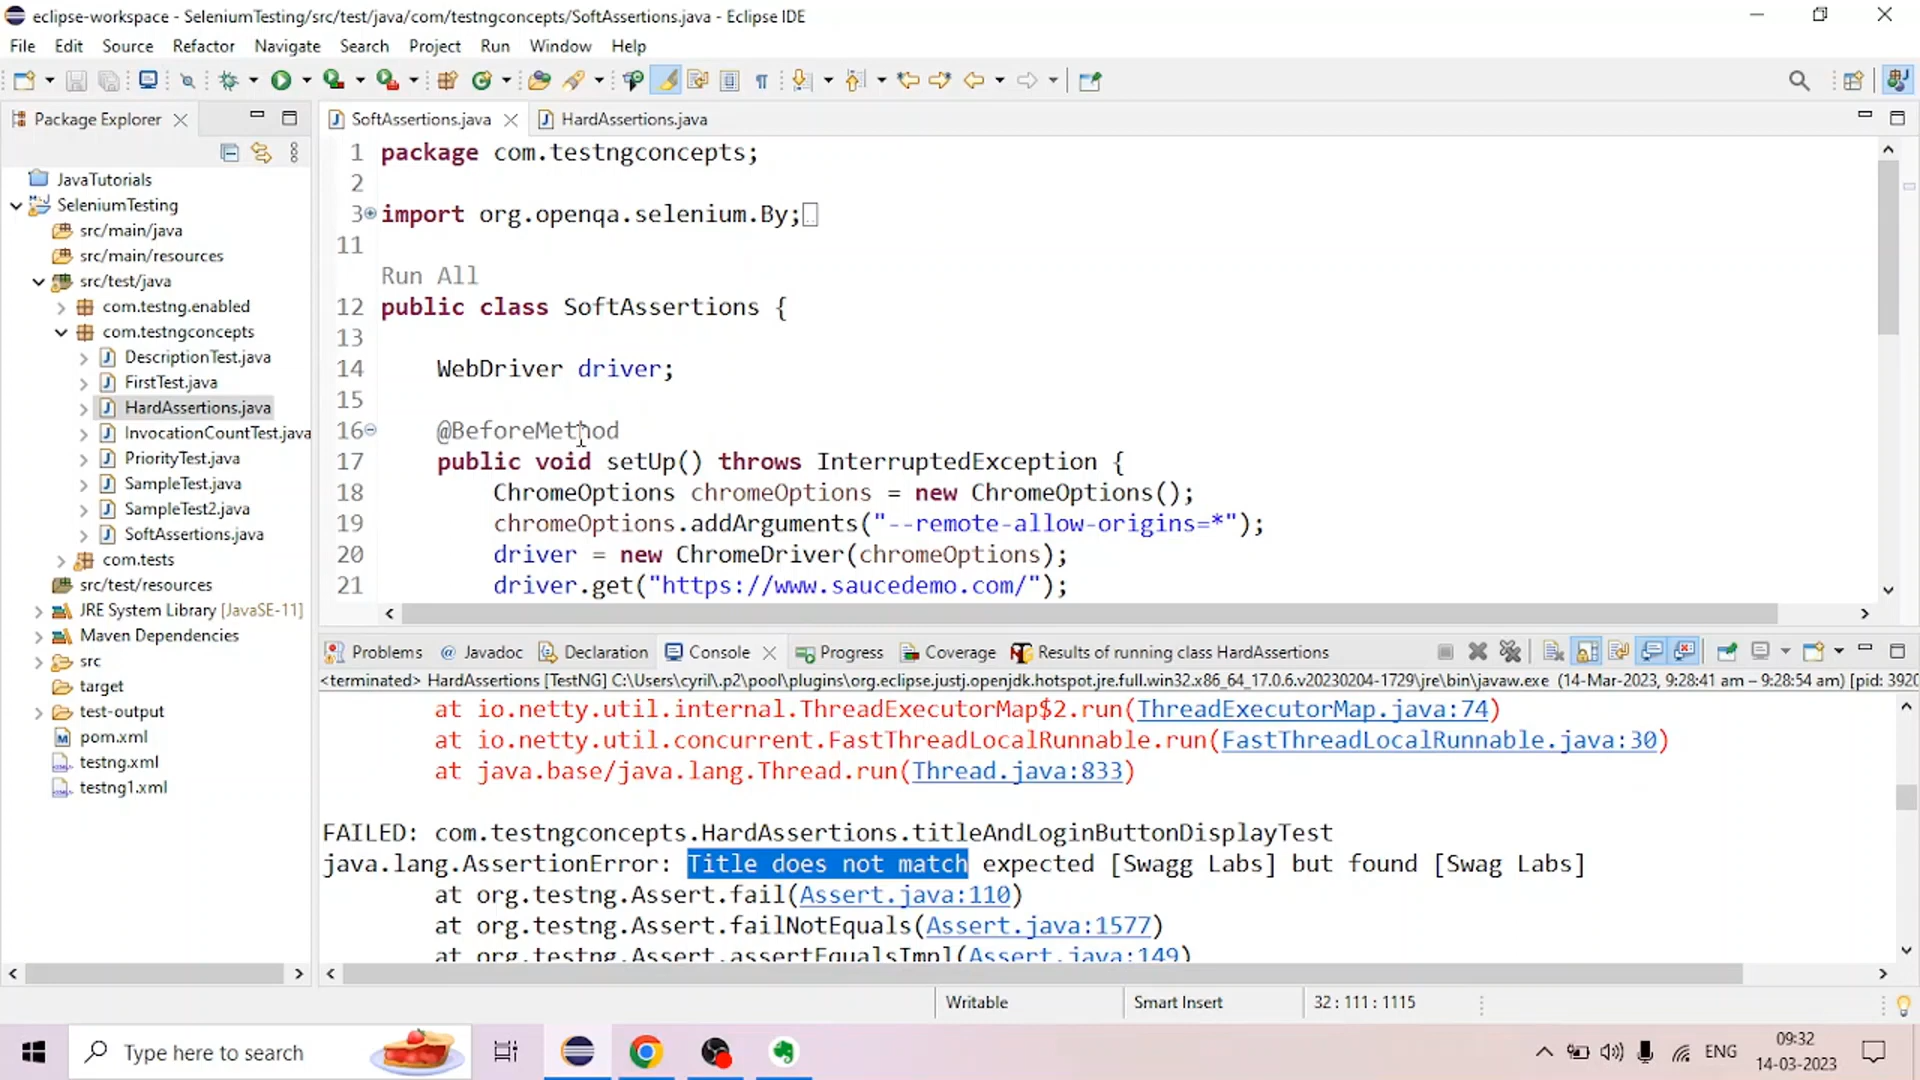 eclipse-workspace - SeleniumTesting/src/test/java/com/testngconcepts/SoftAssertions.java - Eclipse IDE
File Edit Source Refactor Navigate Search Project Run Window Help
Package Explorer
JavaTutorials
SeleniumTesting
src/main/java
src/main/resources
src/test/java
com.testng.enabled
com.testngconcepts
DescriptionTest.java
FirstTest.java
HardAssertions.java
InvocationCountTest.java
PriorityTest.java
SampleTest.java
SampleTest2.java
SoftAssertions.java
com.tests
src/test/resources
JRE System Library [JavaSE-11]
Maven Dependencies
src
target
test-output
pom.xml
testng.xml
testng1.xml
SoftAssertions.java HardAssertions.java
1 package com.testngconcepts;
2
3 import org.openqa.selenium.By;
11
Run All
12 public class SoftAssertions {
13
14 WebDriver driver;
15
16 @BeforeMethod
17 public void setUp() throws InterruptedException {
18 ChromeOptions chromeOptions = new ChromeOptions();
19 chromeOptions.addArguments("--remote-allow-origins=*");
20 driver = new ChromeDriver(chromeOptions);
21 driver.get("https://www.saucedemo.com/");
Problems @ Javadoc Declaration Console Progress Coverage Results of running class HardAssertions
<terminated> HardAssertions [TestNG] C:\Users\cyril\.p2\pool\plugins\org.eclipse.justj.openjdk.hotspot.jre.full.win32.x86_64_17.0.6.v20230204-1729\jre\bin\javaw.exe (14-Mar-2023, 9:28:41 am – 9:28:54 am) [pid: 3920
at io.netty.util.internal.ThreadExecutorMap$2.run(ThreadExecutorMap.java:74)
at io.netty.util.concurrent.FastThreadLocalRunnable.run(FastThreadLocalRunnable.java:30)
at java.base/java.lang.Thread.run(Thread.java:833)
FAILED: com.testngconcepts.HardAssertions.titleAndLoginButtonDisplayTest
java.lang.AssertionError: Title does not match expected [Swagg Labs] but found [Swag Labs]
at org.testng.Assert.fail(Assert.java:110)
at org.testng.Assert.failNotEquals(Assert.java:1577)
at org.testng.Assert.assertEqualsImpl(Assert.java:149)
Writable Smart Insert 32 : 111 : 1115
Type here to search
ENG
09:32
14-03-2023